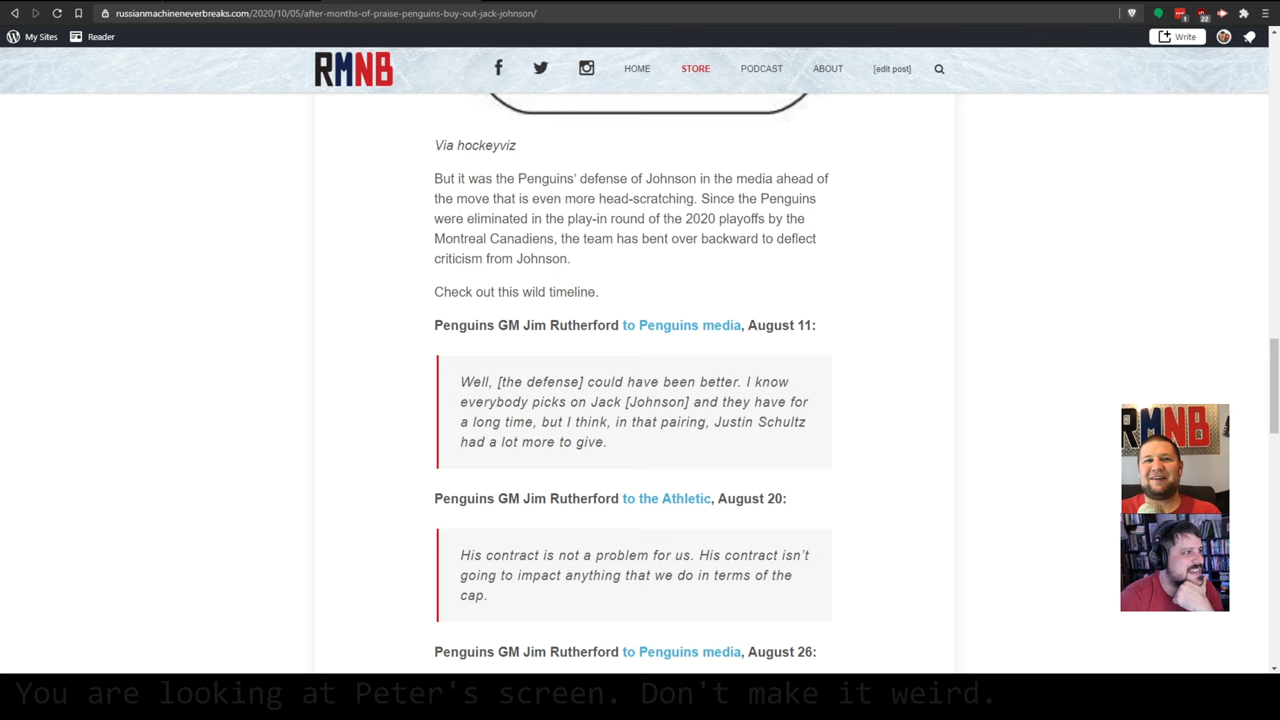 russianmachineneverbreaks.com/2020/10/05/after-months-of-praise-penguins-buy-out-jack-johnson/
My Sites
Reader
Write
RMNB
HOME
STORE
PODCAST
ABOUT
[edit post]
Via hockeyviz
But it was the Penguins' defense of Johnson in the media ahead of
the move that is even more head-scratching. Since the Penguins
were eliminated in the play-in round of the 2020 playoffs by the
Montreal Canadiens, the team has bent over backward to deflect
criticism from Johnson.
Check out this wild timeline.
Penguins GM Jim Rutherford to Penguins media, August 11:
Well, [the defense] could have been better. I know
everybody picks on Jack [Johnson] and they have for
a long time, but I think, in that pairing, Justin Schultz
had a lot more to give.
Penguins GM Jim Rutherford to the Athletic, August 20:
His contract is not a problem for us. His contract isn't
going to impact anything that we do in terms of the
cap.
Penguins GM Jim Rutherford to Penguins media, August 26:
RMNB
You are looking at Peter's screen. Don't make it weird.